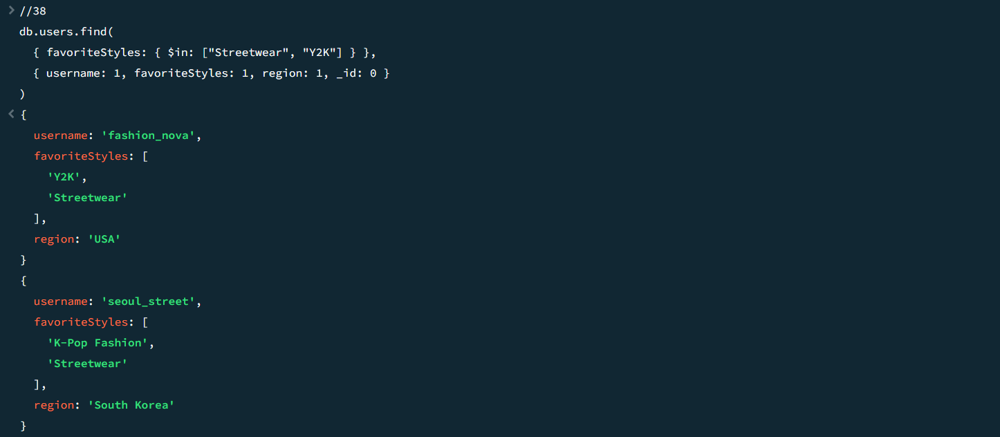 > //38
db.users.find(
  { favoriteStyles: { $in: ["Streetwear", "Y2K"] } },
  { username: 1, favoriteStyles: 1, region: 1, _id: 0 }
)
< {
  username: 'fashion_nova',
  favoriteStyles: [
    'Y2K',
    'Streetwear'
  ],
  region: 'USA'
}
{
  username: 'seoul_street',
  favoriteStyles: [
    'K-Pop Fashion',
    'Streetwear'
  ],
  region: 'South Korea'
}